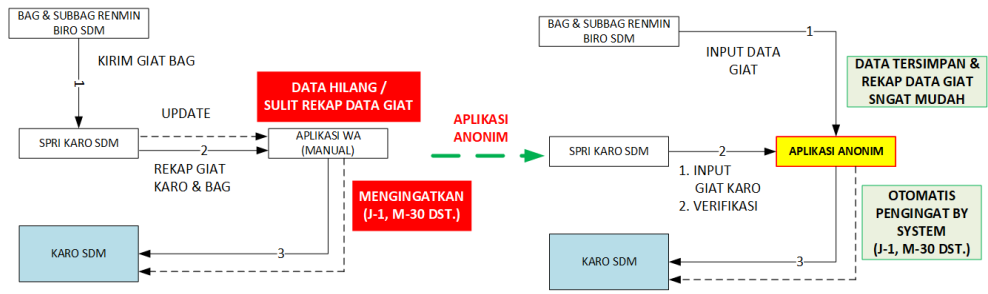 BAG & SUBBAG RENMIN
BIRO SDM
KIRIM GIAT BAG
1
DATA HILANG /
SULIT REKAP DATA GIAT
UPDATE
SPRI KARO SDM
2
APLIKASI WA
(MANUAL)
REKAP GIAT
KARO & BAG
MENGINGATKAN
(J-1, M-30 DST.)
KARO SDM
3
APLIKASI
ANONIM
BAG & SUBBAG RENMIN
BIRO SDM
1
INPUT DATA
GIAT
DATA TERSIMPAN &
REKAP DATA GIAT
SNGAT MUDAH
SPRI KARO SDM
2
APLIKASI ANONIM
1. INPUT
GIAT KARO
2. VERIFIKASI
OTOMATIS
PENGINGAT BY
SYSTEM
(J-1, M-30 DST.)
KARO SDM
3